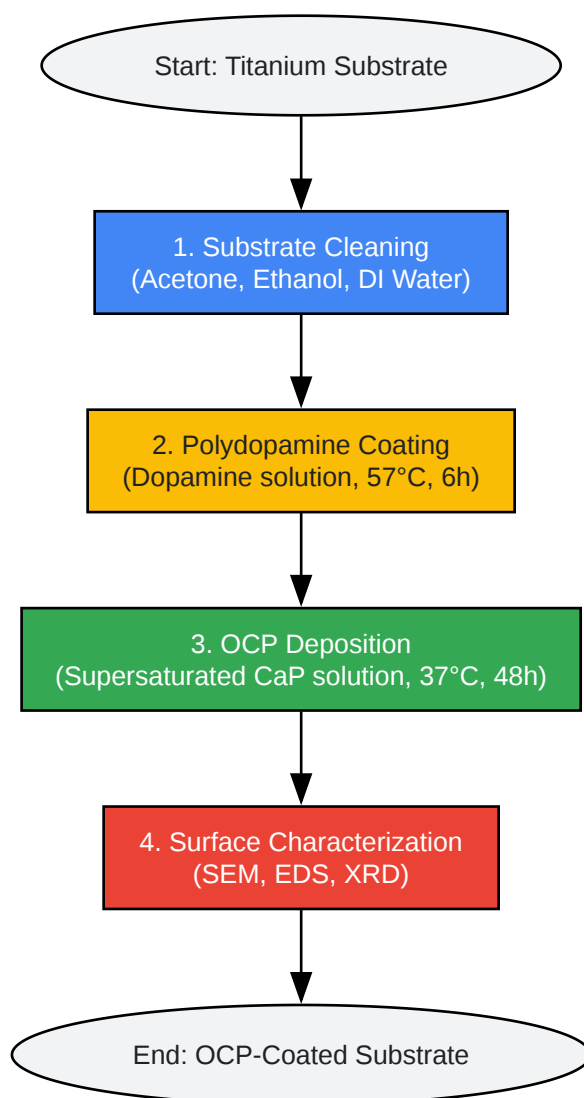 Start: Titanium Substrate
1. Substrate Cleaning
(Acetone, Ethanol, DI Water)
2. Polydopamine Coating
(Dopamine solution, 57°C, 6h)
3. OCP Deposition
(Supersaturated CaP solution, 37°C, 48h)
4. Surface Characterization
(SEM, EDS, XRD)
End: OCP-Coated Substrate